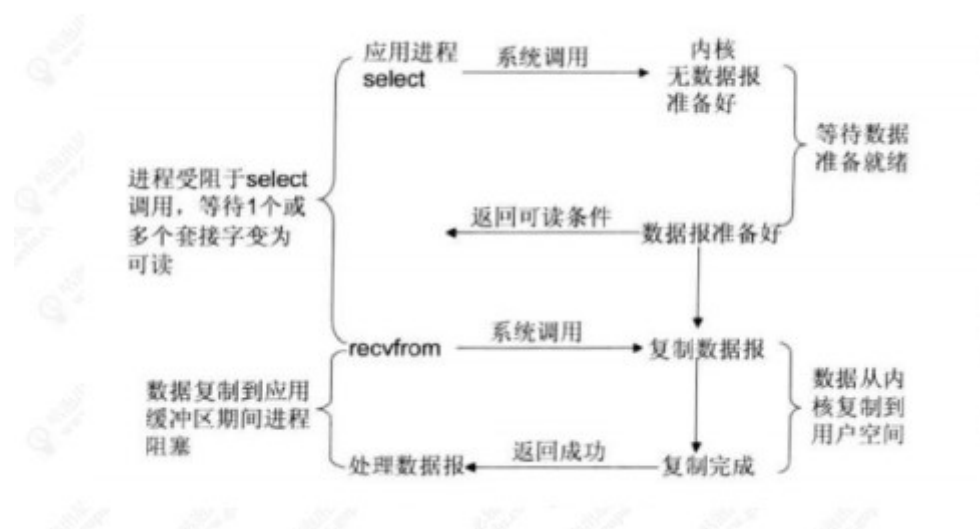 应用进程
select
系统调用
内核
无数据报
准备好
等待数据
准备就绪
进程受阻于select
调用，等待1个或
多个套接字变为
可读
返回可读条件
数据报准备好
recvfrom
系统调用
复制数据报
数据复制到应用
缓冲区期间进程
阻塞
数据从内
核复制到
用户空间
处理数据报
返回成功
复制完成